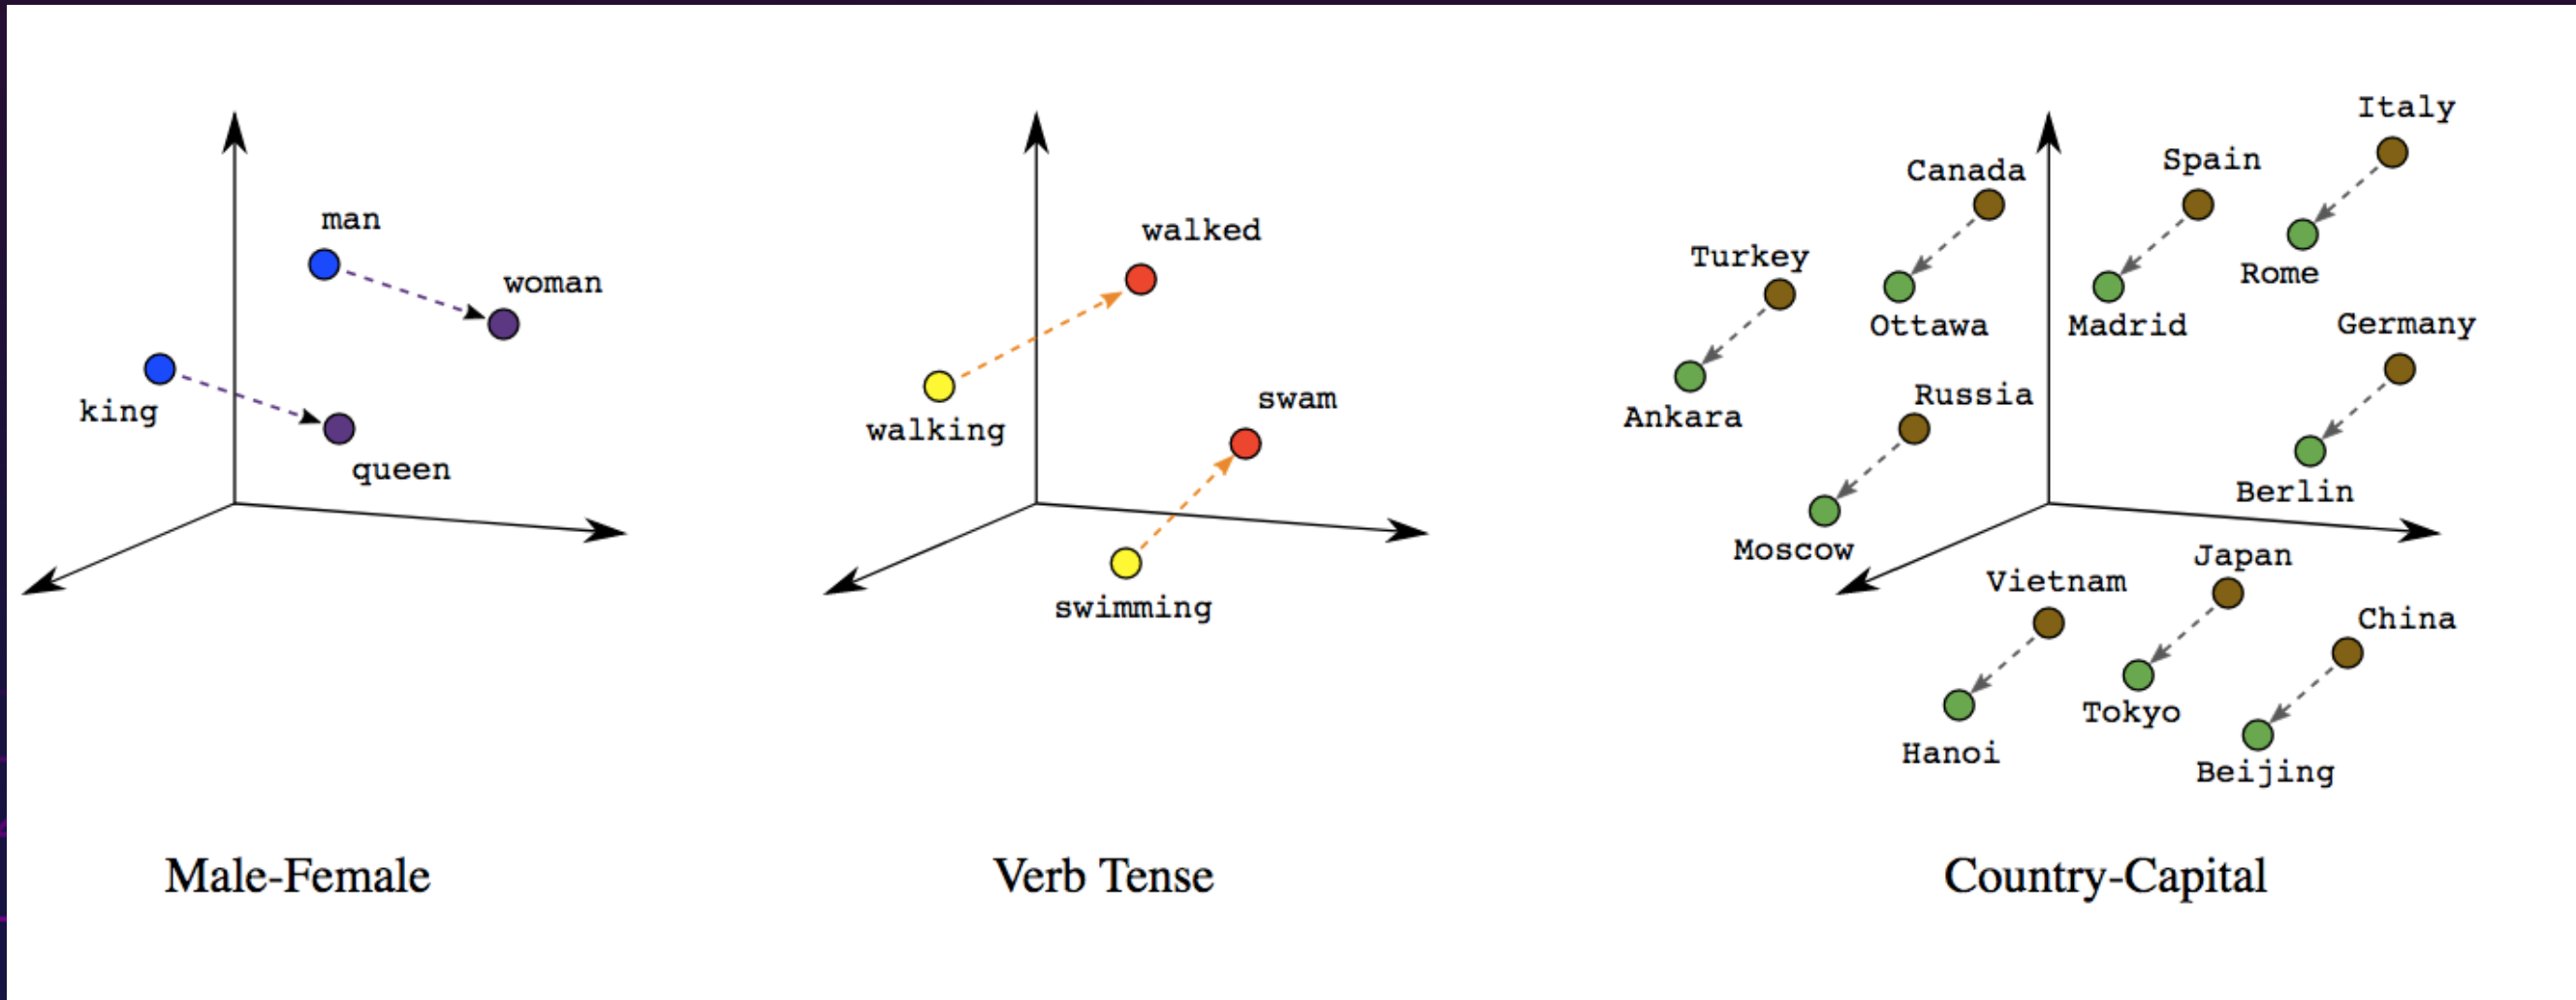 man
woman
king
queen
Male-Female
walked
walking
swam
swimming
Verb Tense
Italy
Spain
Canada
Turkey
Rome
Ottawa
Madrid
Germany
Ankara
Russia
Berlin
Moscow
Japan
Vietnam
China
Tokyo
Hanoi
Beijing
Country-Capital